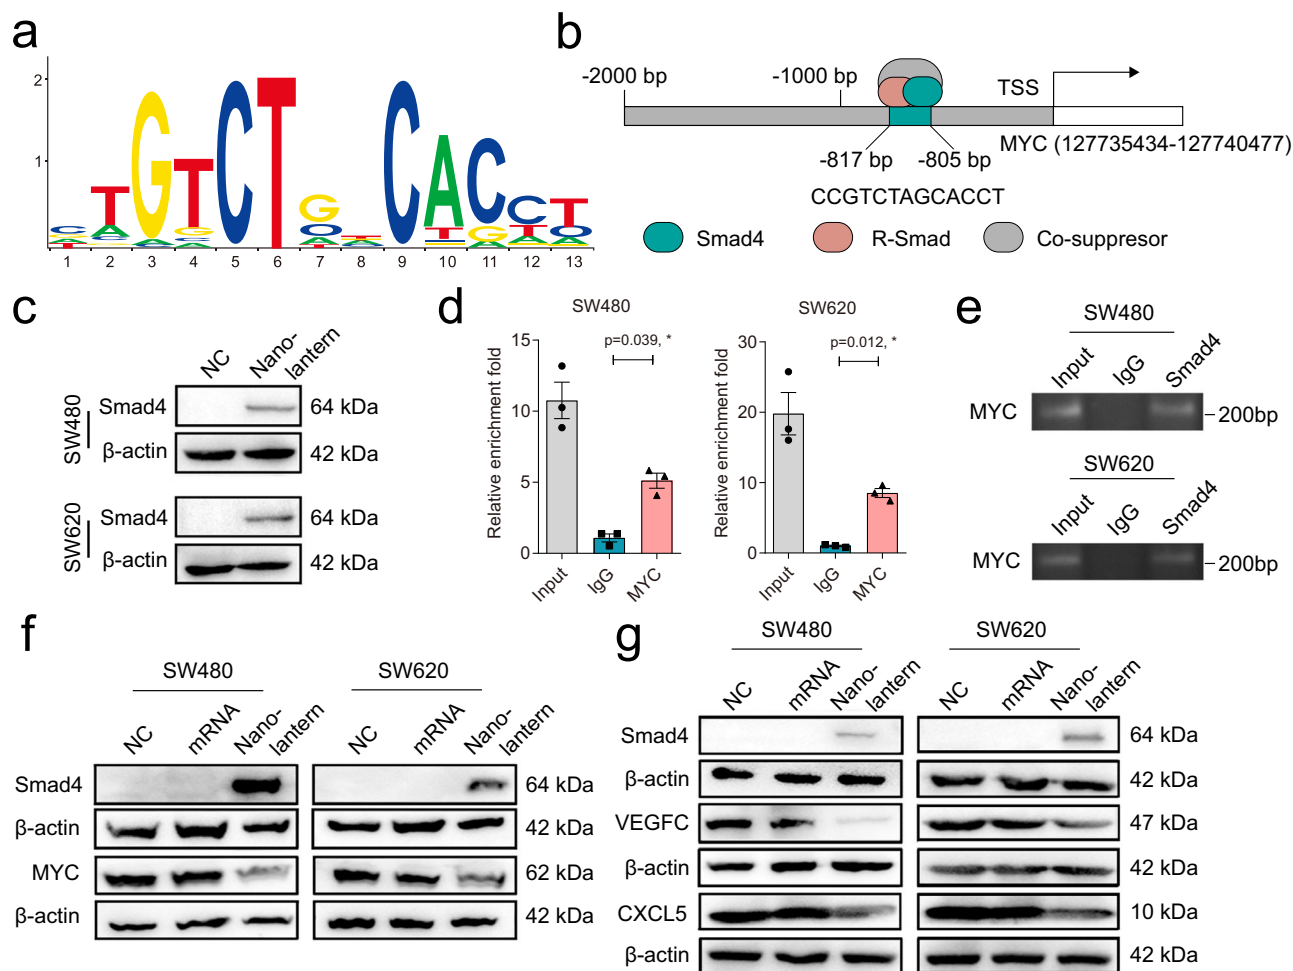 a
2
1
1 2 3 4 5 6 7 8 9 10 11 12 13
b
-2000 bp
-1000 bp
TSS
MYC (127735434-127740477)
-817 bp
-805 bp
CCGTCTAGCACCT
Smad4
R-Smad
Co-suppresor
c
NC
Nano-
lantern
SW480
Smad4
64 kDa
β-actin
42 kDa
SW620
Smad4
64 kDa
β-actin
42 kDa
d
SW480
Relative enrichment fold
15
10
5
0
p=0.039, *
Input
IgG
MYC
SW620
Relative enrichment fold
30
20
10
0
p=0.012, *
Input
IgG
MYC
e
SW480
Input
IgG
Smad4
MYC
200bp
SW620
Input
IgG
Smad4
MYC
200bp
f
SW480
SW620
NC
mRNA
Nano-
lantern
NC
mRNA
Nano-
lantern
Smad4
64 kDa
β-actin
42 kDa
MYC
62 kDa
β-actin
42 kDa
g
SW480
SW620
NC
mRNA
Nano-
lantern
NC
mRNA
Nano-
lantern
Smad4
64 kDa
β-actin
42 kDa
VEGFC
47 kDa
β-actin
42 kDa
CXCL5
10 kDa
β-actin
42 kDa